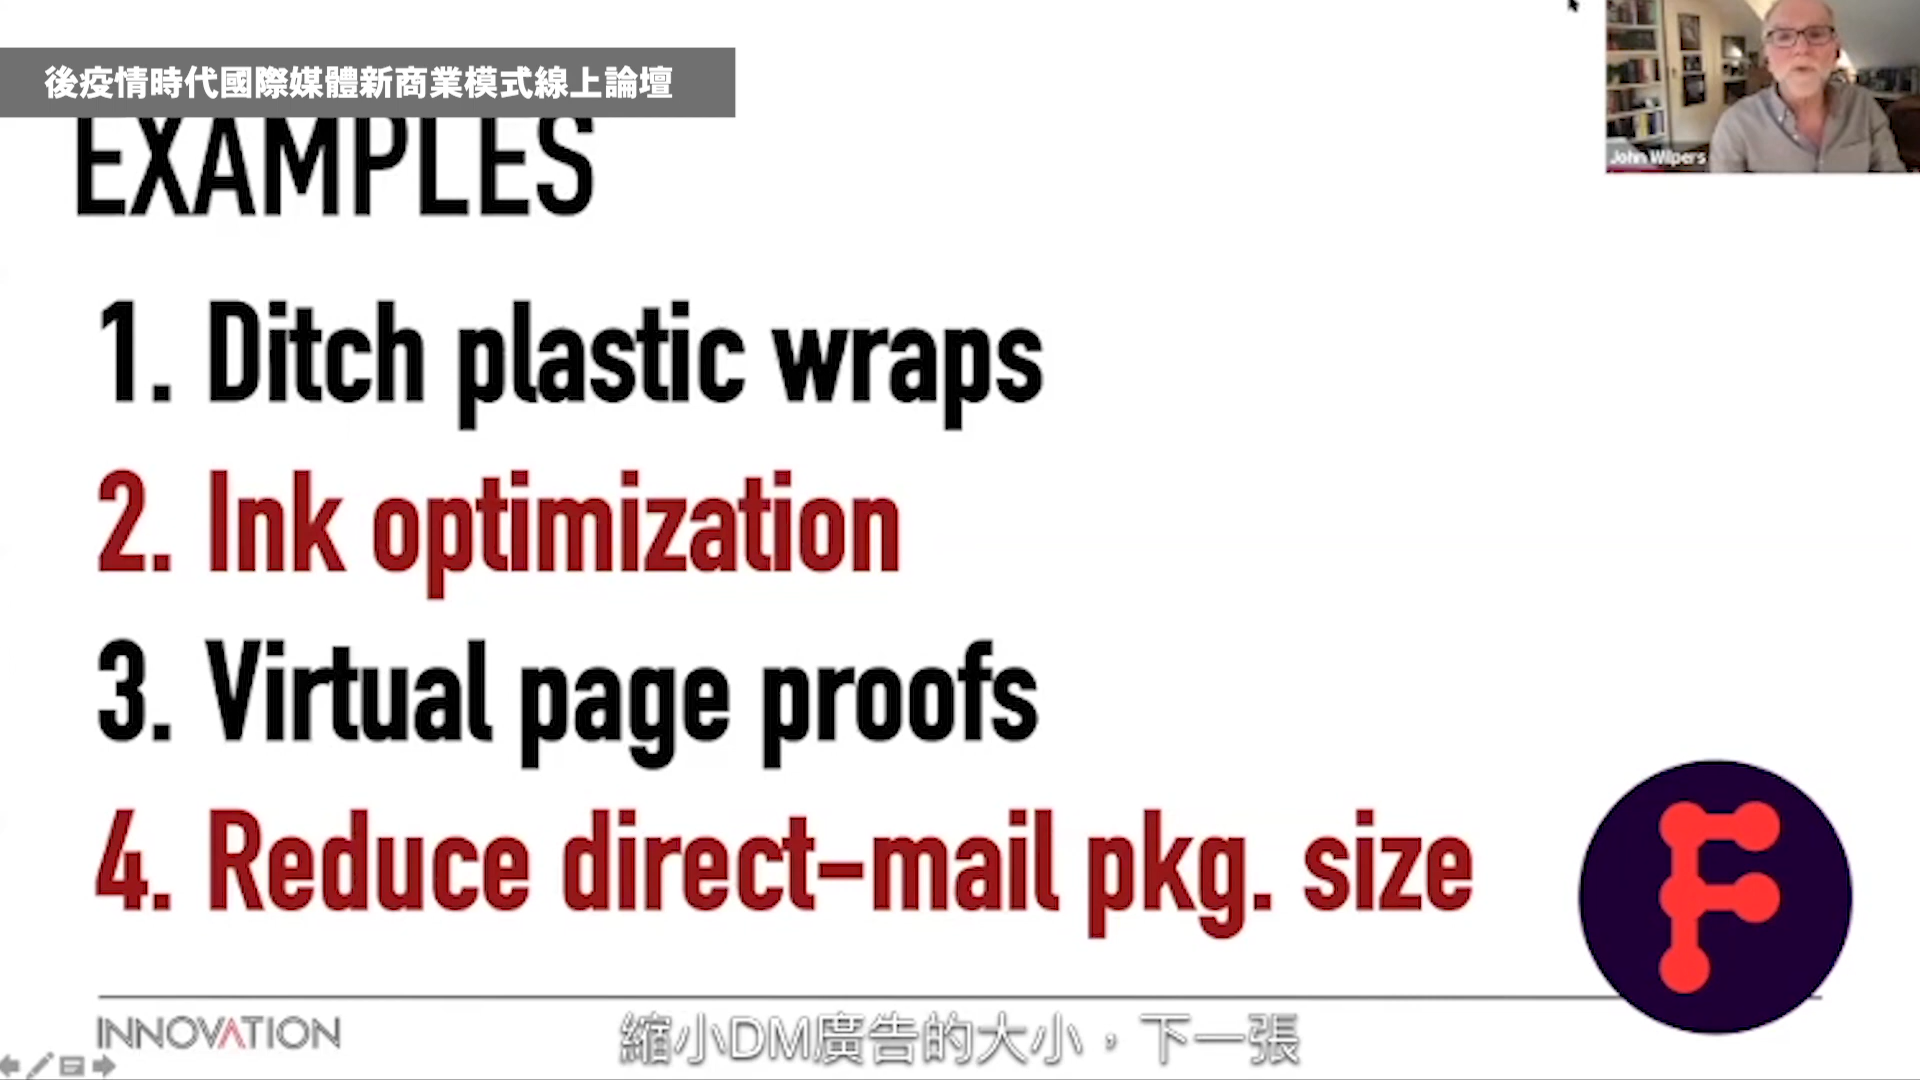 後疫情時代國際媒體新商業模式線上論壇
John Wilpers
EXAMPLES
1. Ditch plastic wraps
2. Ink optimization
3. Virtual page proofs
4. Reduce direct-mail pkg. size
F
INNOVATION
縮小DM廣告的大小，下一張